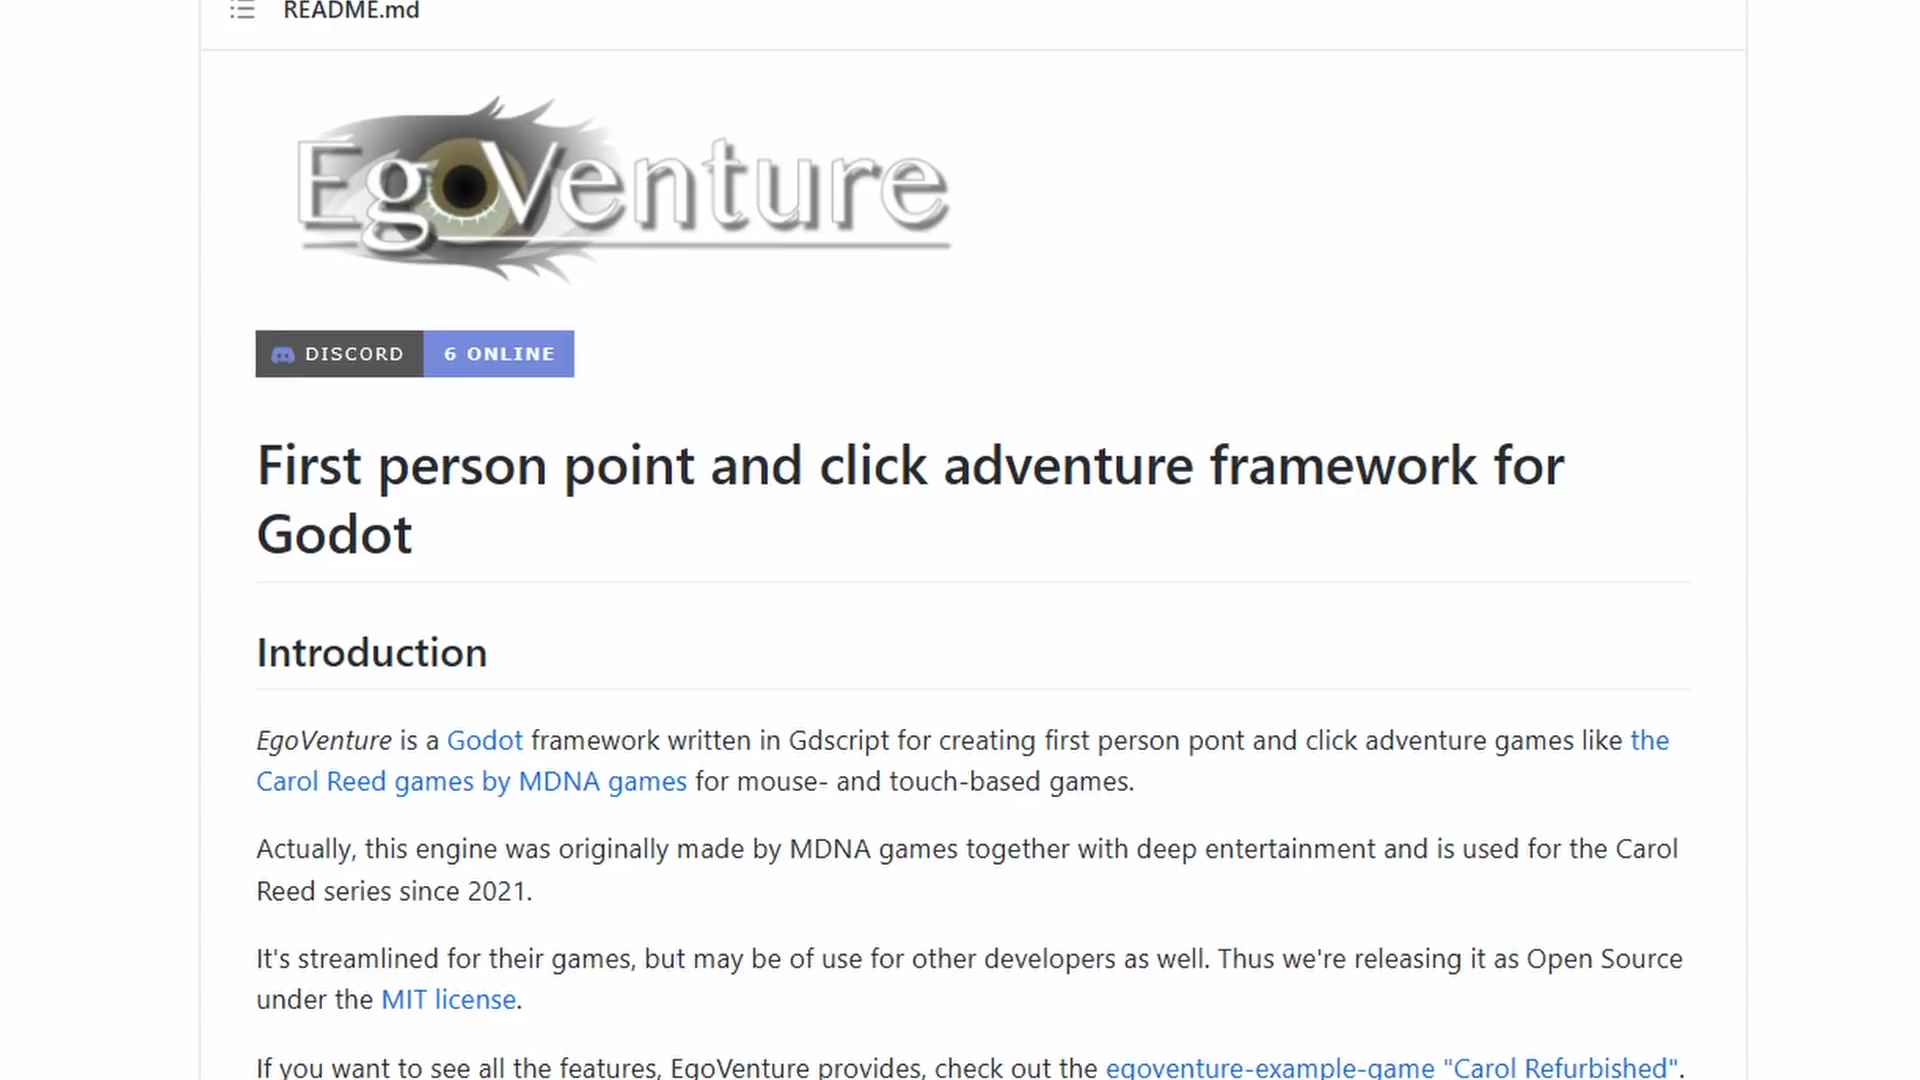 README.md
EgoVenture
DISCORD 6 ONLINE
First person point and click adventure framework for
Godot
Introduction
EgoVenture is a Godot framework written in Gdscript for creating first person pont and click adventure games like the
Carol Reed games by MDNA games for mouse- and touch-based games.
Actually, this engine was originally made by MDNA games together with deep entertainment and is used for the Carol
Reed series since 2021.
It's streamlined for their games, but may be of use for other developers as well. Thus we're releasing it as Open Source
under the MIT license.
If you want to see all the features, EgoVenture provides, check out the egoventure-example-game "Carol Refurbished".